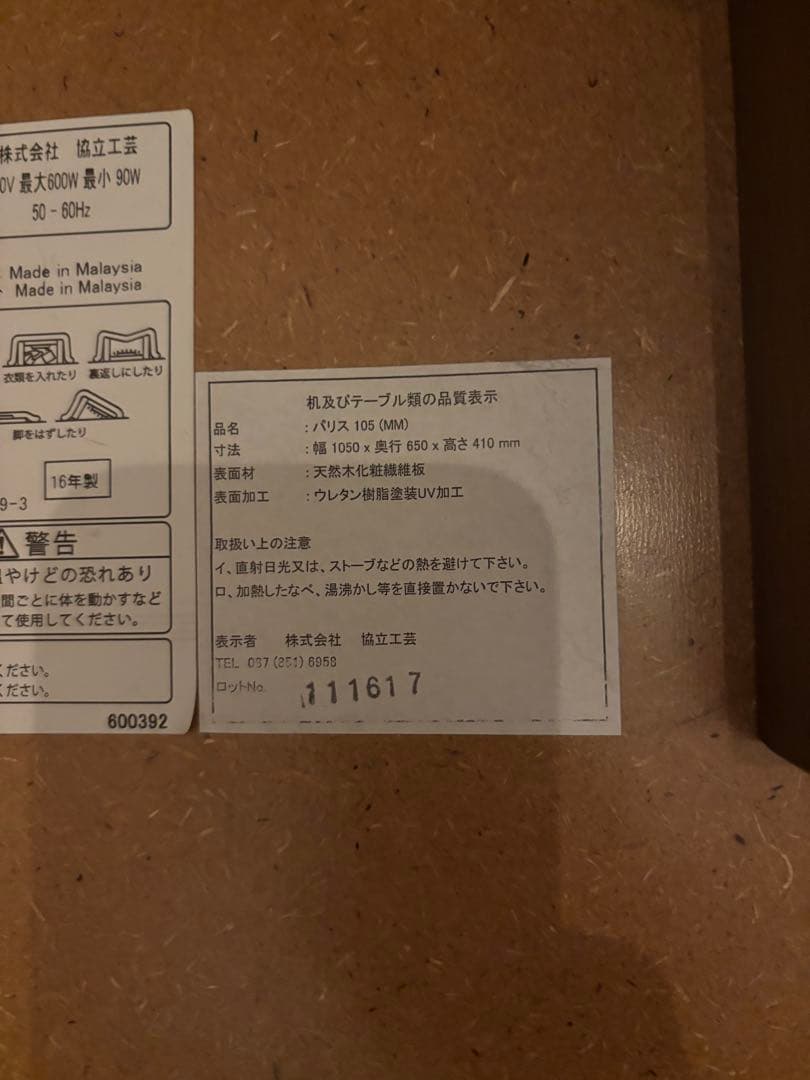 株式会社 協立工芸
0V 最大600W 最小 90W
50-60Hz
Made in Malaysia
Made in Malaysia
衣類を入れたり 裏返しにしたり
脚をはずしたり
16年製
9-3
警告
やけどの恐れあり
間ごとに体を動かすなど
て使用してください。
ください。
ください。
600392
机及びテーブル類の品質表示
品名 : パリス 105 (MM)
寸法 : 幅 1050 x 奥行 650 x 高さ 410 mm
表面材 : 天然木化粧繊維板
表面加工 : ウレタン樹脂塗装UV加工
取扱い上の注意
イ、直射日光又は、ストーブなどの熱を避けて下さい。
ロ、加熱したなべ、湯沸かし等を直接置かないで下さい。
表示者 株式会社 協立工芸
TEL 6958
ロットNo. 111617